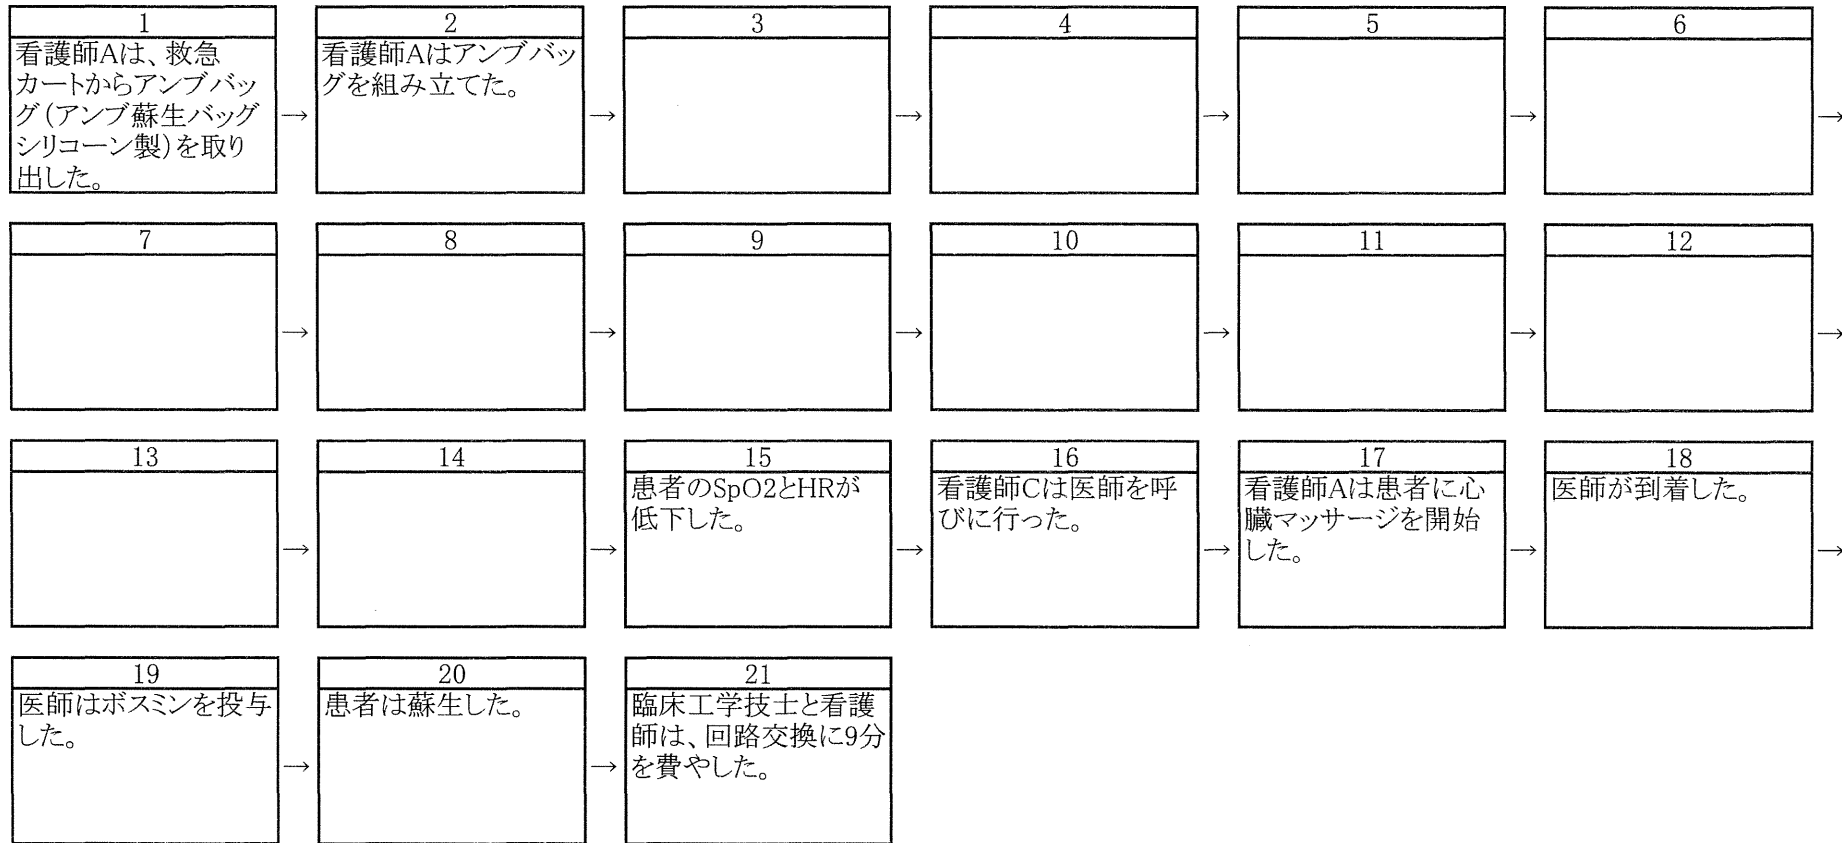 1
看護師Aは、救急
カートからアンブバッ
グ(アンブ蘇生バッグ
シリコーン製)を取り
出した。
→
2
看護師Aはアンブバッ
グを組み立てた。
→
3
→
4
→
5
→
6
→
7
→
8
→
9
→
10
→
11
→
12
→
13
→
14
→
15
患者のSpO2とHRが
低下した。
→
16
看護師Cは医師を呼
びに行った。
→
17
看護師Aは患者に心
臓マッサージを開始
した。
→
18
医師が到着した。
→
19
医師はボスミンを投与
した。
→
20
患者は蘇生した。
→
21
臨床工学技士と看護
師は、回路交換に9分
を費やした。